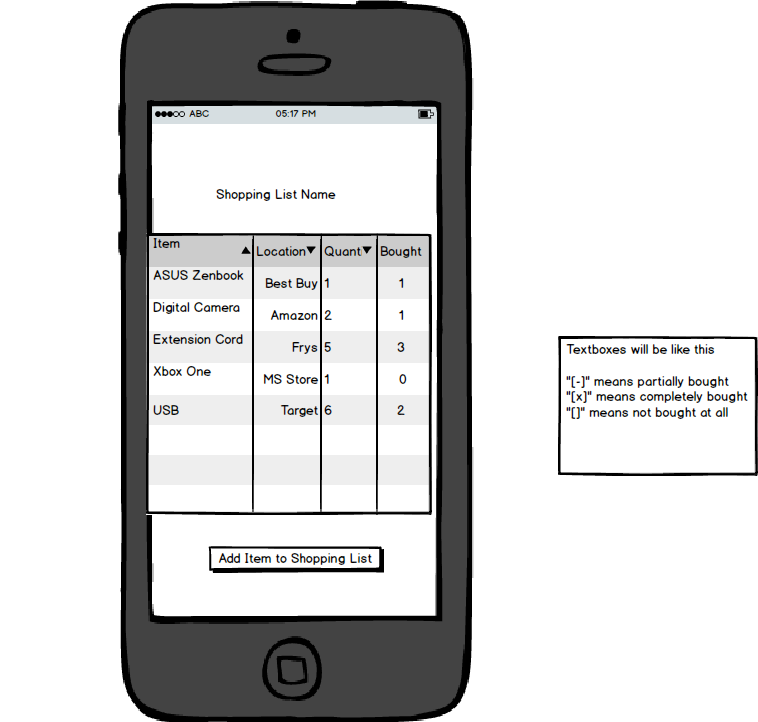 ABC 05:17 PM
Shopping List Name
Item Location Quant Bought
ASUS Zenbook Best Buy 1 1
Digital Camera Amazon 2 1
Extension Cord Frys 5 3
Xbox One MS Store 1 0
USB Target 6 2
Add Item to Shopping List
Textboxes will be like this
"[-]" means partially bought
"[x]" means completely bought
"[]" means not bought at all